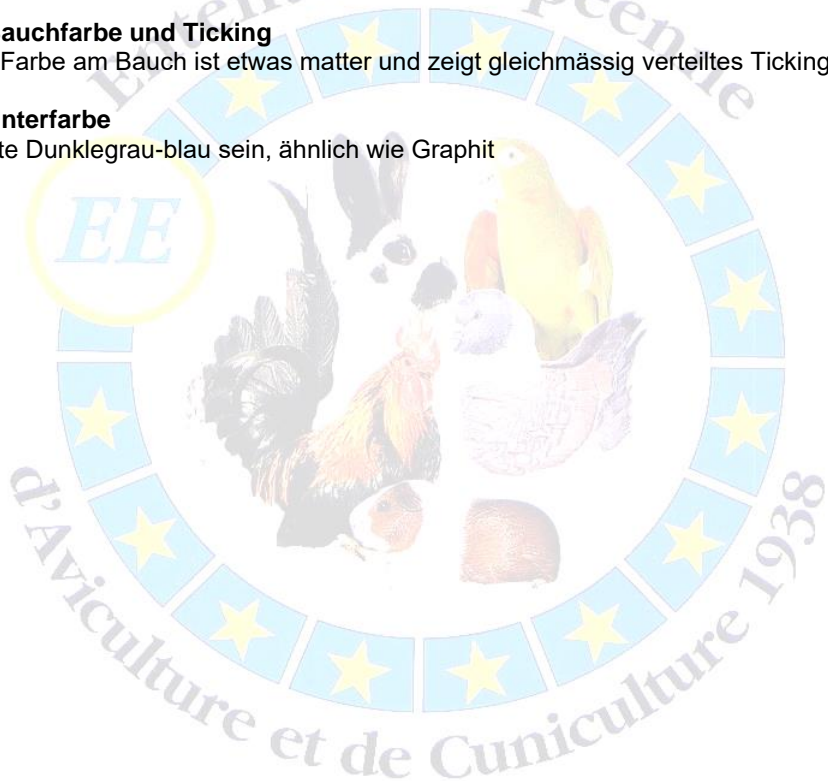 auchfarbe und Ticking
Farbe am Bauch ist etwas matter und zeigt gleichmässig verteiltes Ticking
nterfarbe
te Dunklegrau-blau sein, ähnlich wie Graphit
EE
d'Aviculture et de Cuniculture 1938